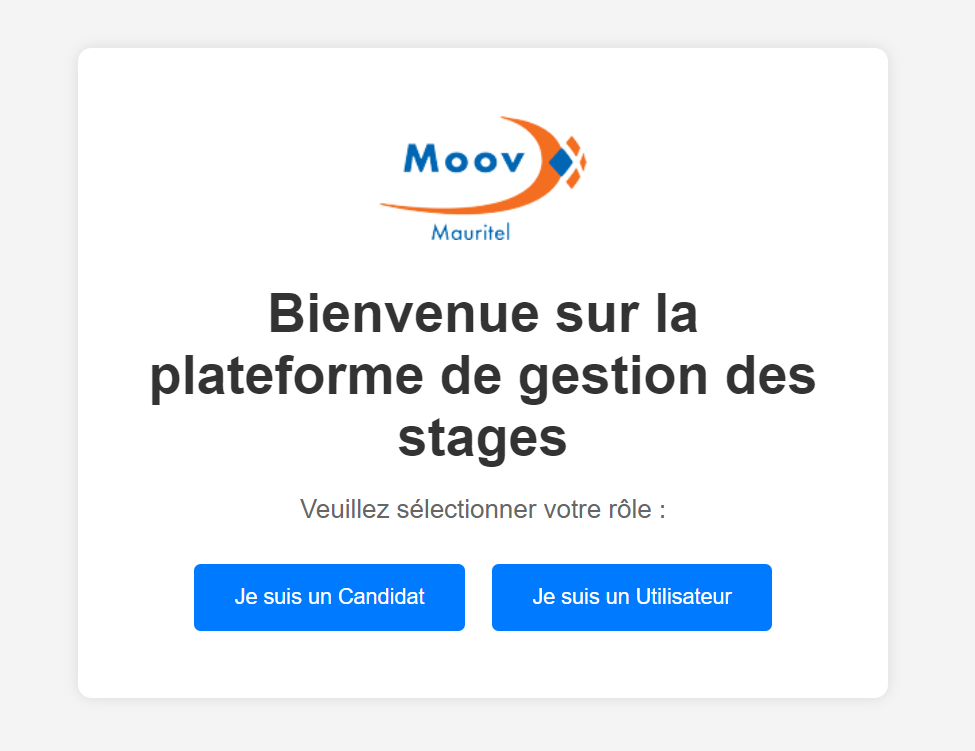 Moov
Mauritel
Bienvenue sur la
plateforme de gestion des
stages
Veuillez sélectionner votre rôle :
Je suis un Candidat
Je suis un Utilisateur